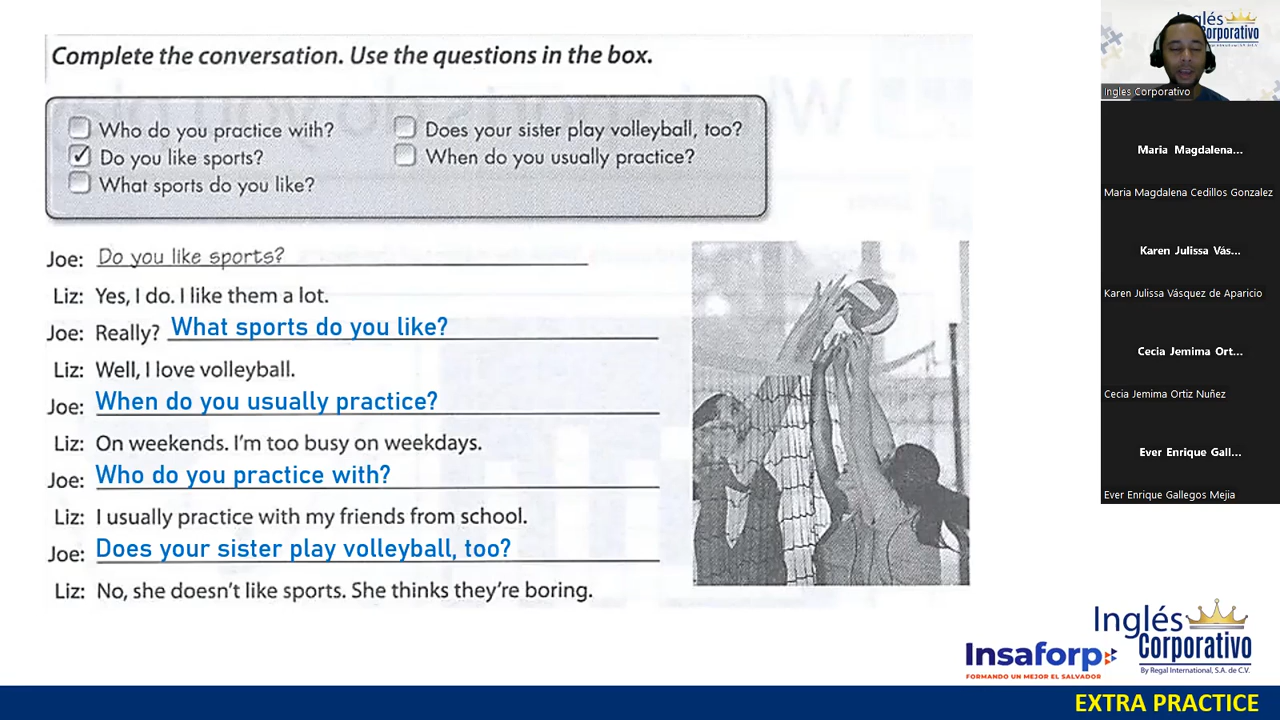 Complete the conversation. Use the questions in the box.
Who do you practice with?
Do you like sports?
What sports do you like?
Does your sister play volleyball, too?
When do you usually practice?
Joe: Do you like sports?
Liz: Yes, I do. I like them a lot.
Joe: Really? What sports do you like?
Liz: Well, I love volleyball.
Joe: When do you usually practice?
Liz: On weekends. I'm too busy on weekdays.
Joe: Who do you practice with?
Liz: I usually practice with my friends from school.
Joe: Does your sister play volleyball, too?
Liz: No, she doesn't like sports. She thinks they're boring.
Inglés
Corporativo
Ingles Corporativo
Maria Magdalena...
Maria Magdalena Cedillos Gonzalez
Karen Julissa Vás...
Karen Julissa Vásquez de Aparicio
Cecia Jemima Ort...
Cecia Jemima Ortiz Nuñez
Ever Enrique Gall...
Ever Enrique Gallegos Mejia
Insaforp
FORMANDO UN MEJOR EL SALVADOR
Inglés
Corporativo
By Regal International, S.A. de C.V.
EXTRA PRACTICE